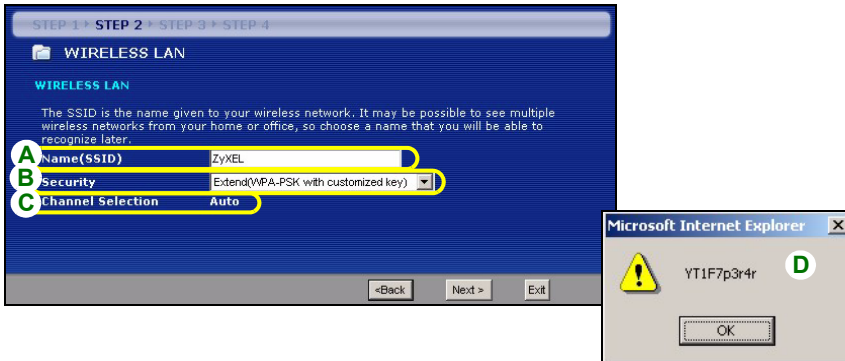 STEP 1 STEP 2 STEP 3 STEP 4
WIRELESS LAN
WIRELESS LAN
The SSID is the name given to your wireless network. It may be possible to see multiple
wireless networks from your home or office, so choose a name that you will be able to
recognize later.
A Name(SSID) ZyXEL
B Security Extend(WPA-PSK with customized key)
C Channel Selection Auto
<Back Next > Exit
Microsoft Internet Explorer X
YT1F7p3r4r D
OK